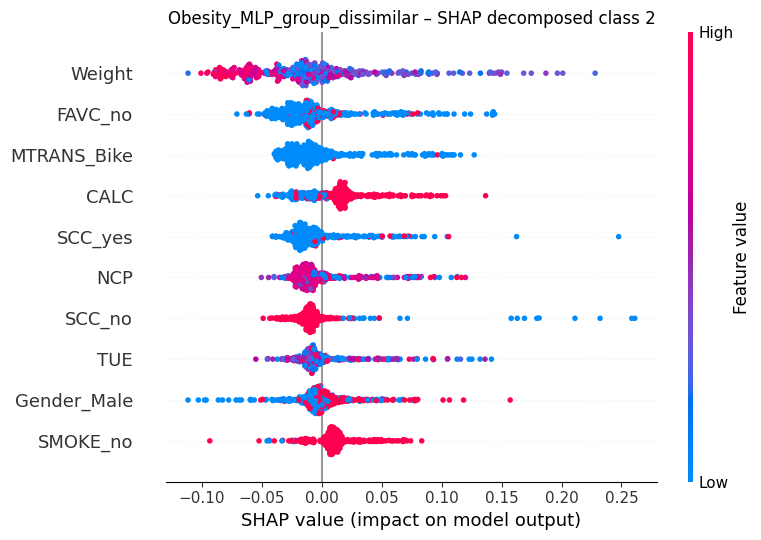 Obesity_MLP_group_dissimilar – SHAP decomposed class 2
High
Weight
FAVC_no
MTRANS_Bike
CALC
SCC_yes
NCP
SCC_no
TUE
Gender_Male
SMOKE_no
Feature value
Low
−0.10 −0.05 0.00 0.05 0.10 0.15 0.20 0.25
SHAP value (impact on model output)